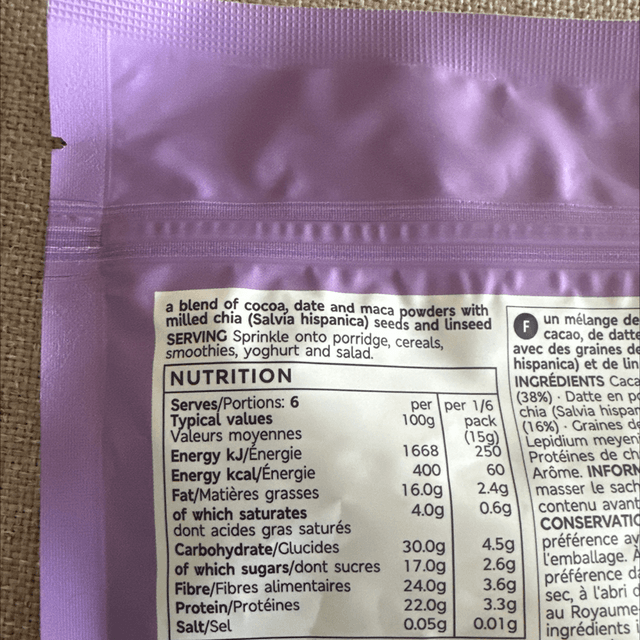 a blend of cocoa, date and maca powders with
milled chia (Salvia hispanica) seeds and linseed
SERVING Sprinkle onto porridge, cereals,
smoothies, yoghurt and salad.
NUTRITION
Serves/Portions: 6
Typical values per 100g per 1/6 pack (15g)
Valeurs moyennes
Energy kJ/Énergie 1668 250
Energy kcal/Énergie 400 60
Fat/Matières grasses 16.0g 2.4g
of which saturates 4.0g 0.6g
dont acides gras saturés
Carbohydrate/Glucides 30.0g 4.5g
of which sugars/dont sucres 17.0g 2.6g
Fibre/Fibres alimentaires 24.0g 3.6g
Protein/Protéines 22.0g 3.3g
Salt/Sel 0.05g 0.01g
F un mélange de
cacao, de datte
avec des graines de
hispanica) et de lin
INGRÉDIENTS Caca
(38%) · Datte en po
chia (Salvia hispan
(16%) · Graines de
Lepidium meyen
Protéines de ch
Arôme. INFORM
masser le sach
contenu avant
CONSERVATIO
préférence av
l'emballage. À
préférence d
sec, à l'abri d
au Royaume
ingrédients